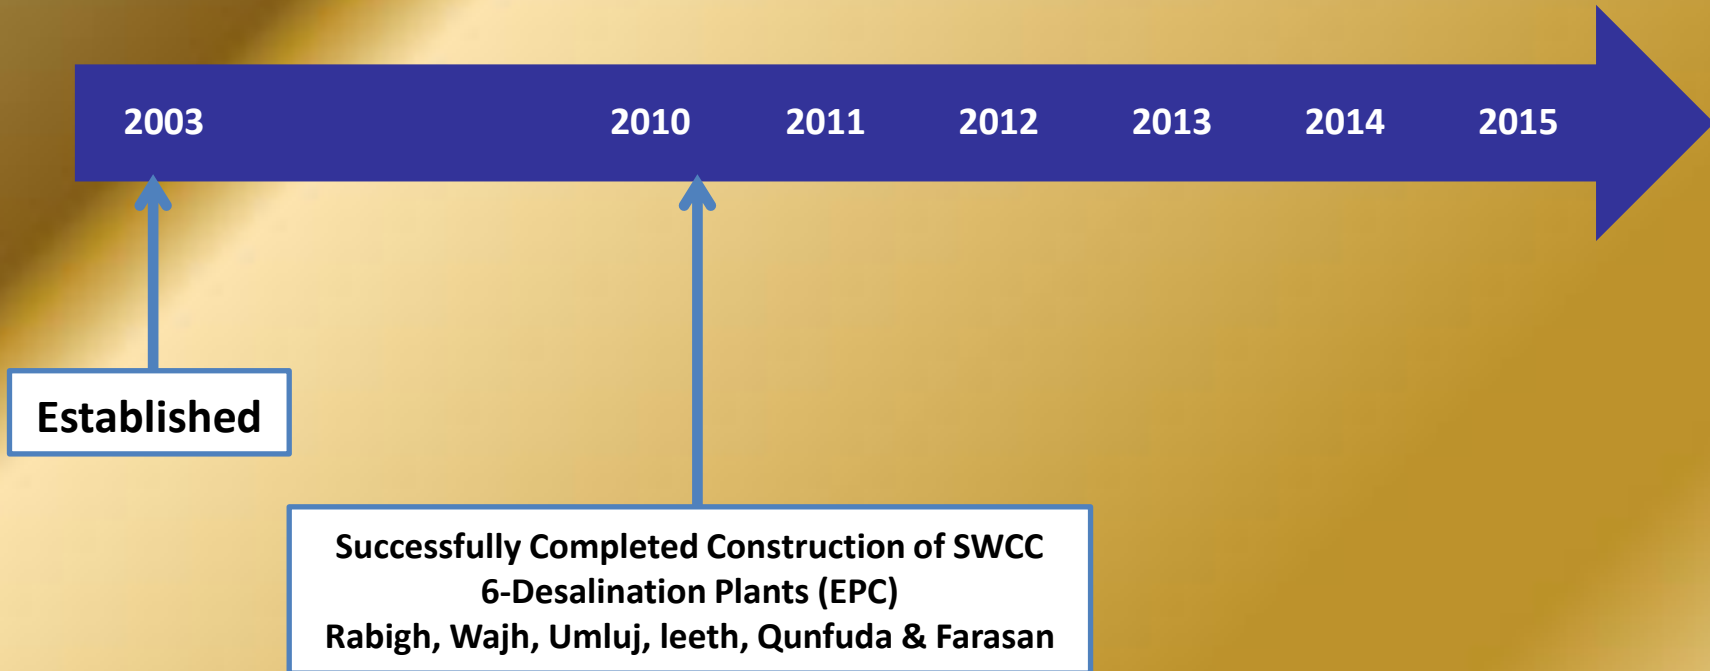 2003 2010 2011 2012 2013 2014 2015
Established
Successfully Completed Construction of SWCC
6-Desalination Plants (EPC)
Rabigh, Wajh, Umluj, leeth, Qunfuda & Farasan